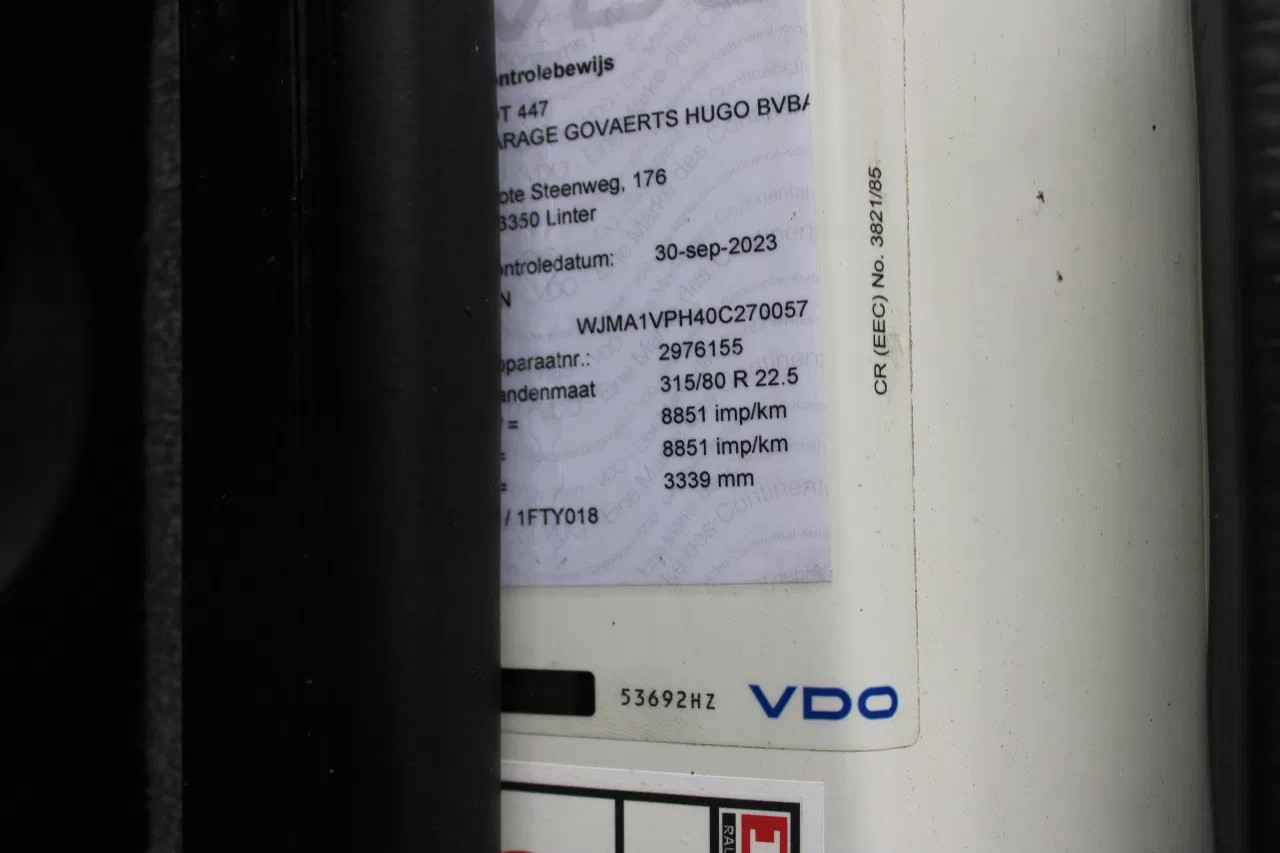 ntrolebewijs
T 447
ARAGE GOVAERTS HUGO BVBA
ote Steenweg, 176
3350 Linter
ntroledatum: 30-sep-2023
N
WJMA1VPH40C270057
paraatnr.: 2976155
andenmaat 315/80 R 22.5
= 8851 imp/km
= 8851 imp/km
= 3339 mm
/ 1FTY018
CR (EEC) No. 3821/85
53692HZ VDO